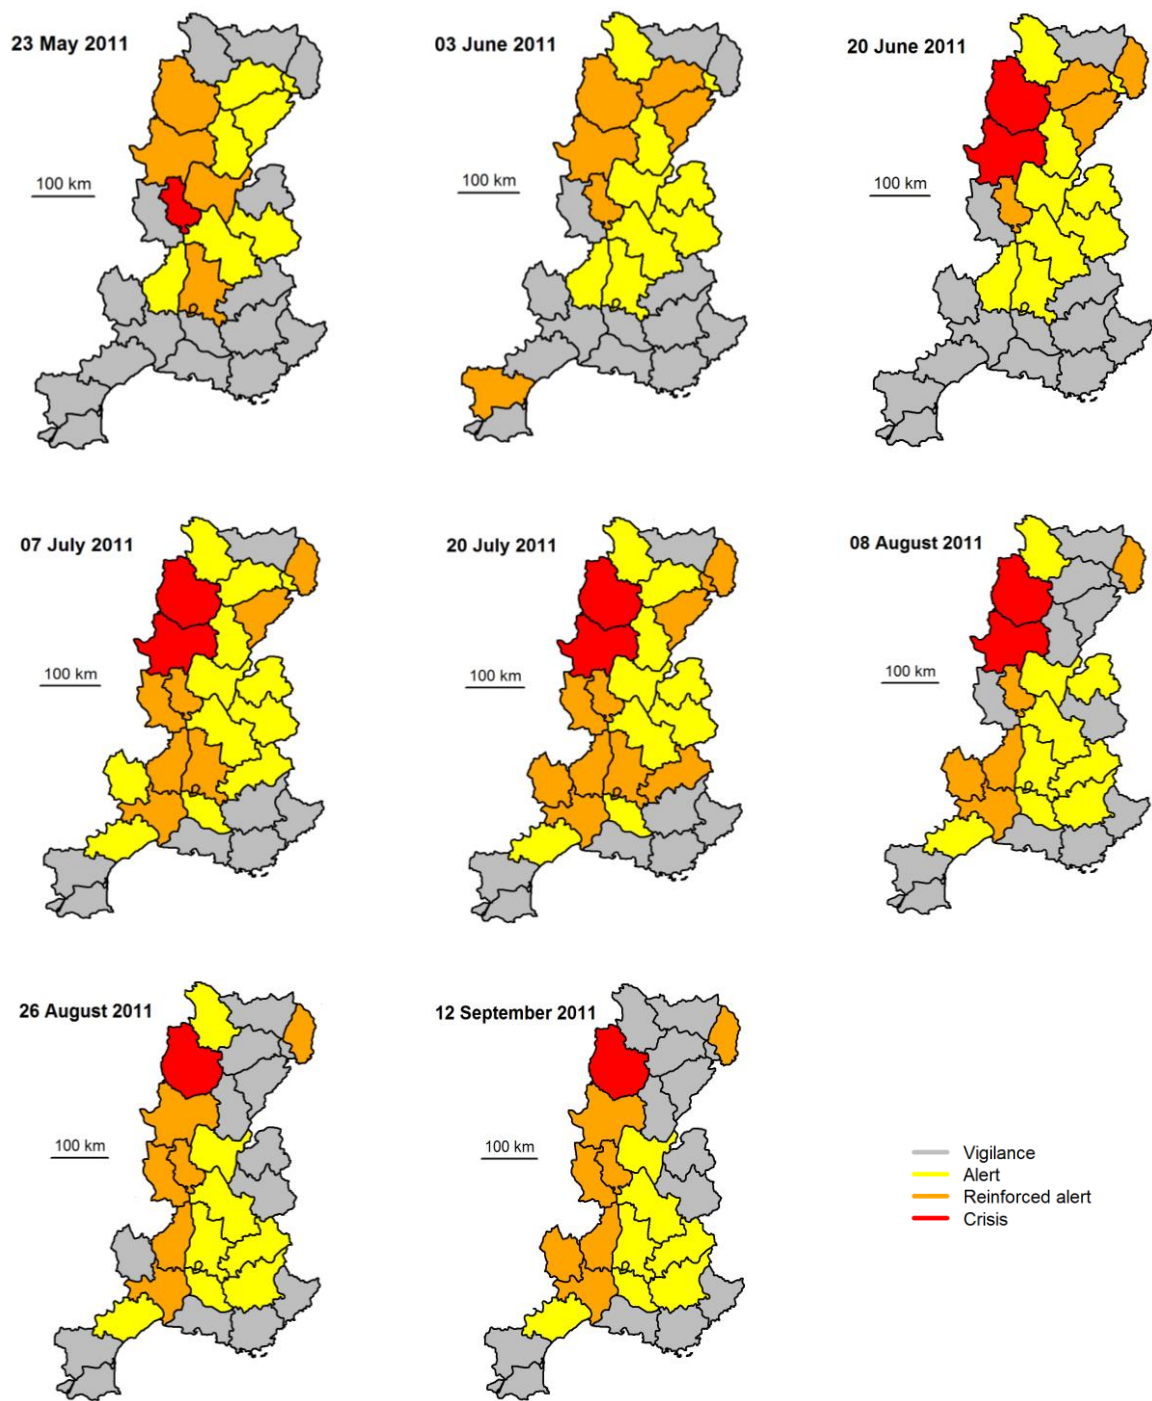 23 May 2011
03 June 2011
20 June 2011
100 km
100 km
100 km
07 July 2011
20 July 2011
08 August 2011
100 km
100 km
100 km
26 August 2011
12 September 2011
100 km
100 km
Vigilance
Alert
Reinforced alert
Crisis